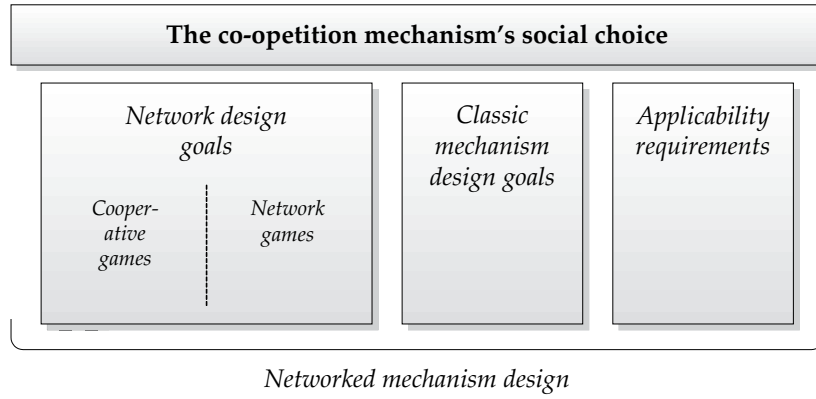 The co-opetition mechanism's social choice
Network design
goals
Cooper-
ative
games
Network
games
Classic
mechanism
design goals
Applicability
requirements
Networked mechanism design